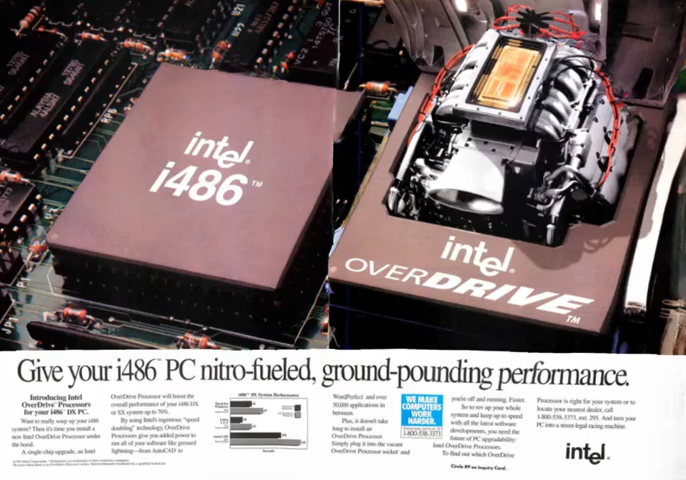 intel®
i486™
intel®
OVERDRIVE™
Give your i486™ PC nitro-fueled, ground-pounding performance.
Introducing Intel
OverDrive™ Processors
for your i486™ DX PC.
Want to really soup up your i486
system? Then it's time you install a
new Intel OverDrive Processor under
the hood.
A single-chip upgrade, an Intel
OverDrive Processor will boost the
overall performance of your i486 DX
or SX system up to 70%.
By using Intel's ingenious "speed
doubling" technology, OverDrive
Processors give you added power to
run all of your software like greased
lightning—from AutoCAD® to
i486™ DX System Performance
WordPerfect® and over
50,000 applications in
between.
Plus, it doesn't take
long to install an
OverDrive Processor.
Simply plug it into the vacant
OverDrive Processor socket and
WE MAKE
COMPUTERS
WORK
HARDER.
1-800-538-3373
you're off and running. Faster.
So to rev up your whole
system and keep up to speed
with all the latest software
developments, you need the
future of PC upgradability:
Intel OverDrive Processors.
To find out which OverDrive
Circle 89 on Inquiry Card.
Processor is right for your system or to
locate your nearest dealer, call
1-800-538-3373, ext. 293. And turn your
PC into a street-legal racing machine.
intel®